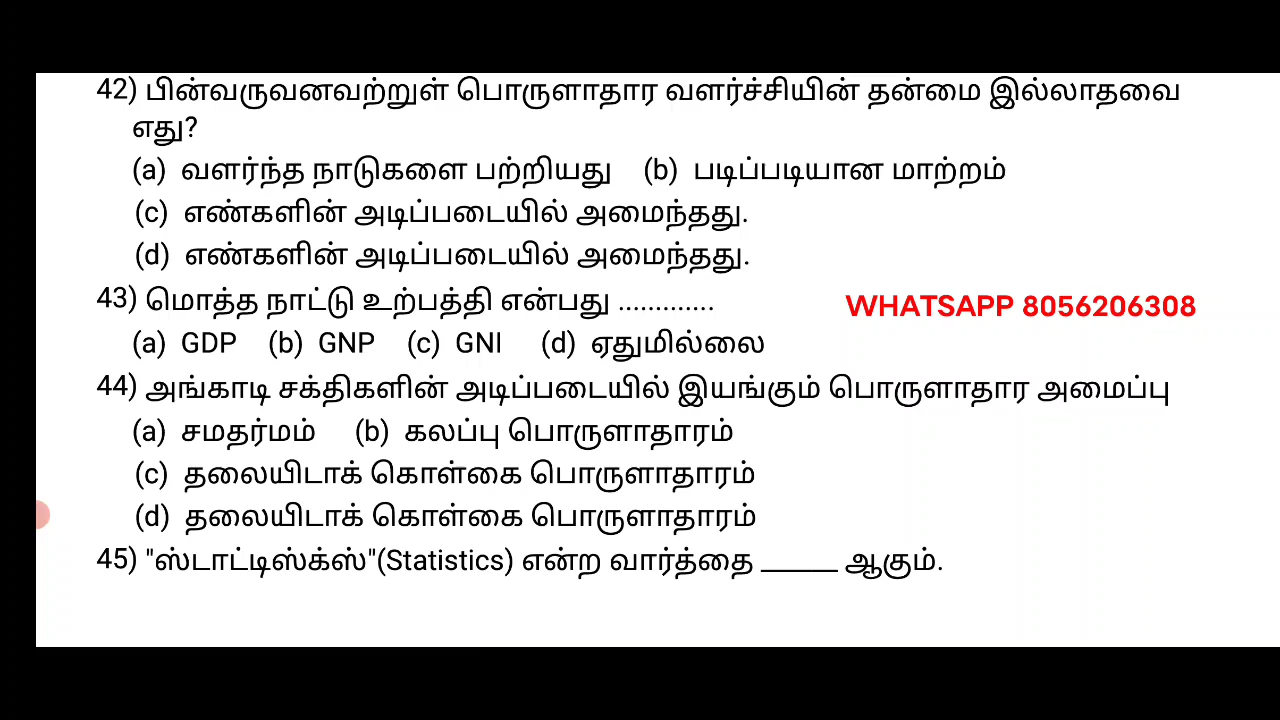 42) பின்வருவனவற்றுள் பொருளாதார வளர்ச்சியின் தன்மை இல்லாதவை
எது?
(a) வளர்ந்த நாடுகளை பற்றியது (b) படிப்படியான மாற்றம்
(c) எண்களின் அடிப்படையில் அமைந்தது.
(d) எண்களின் அடிப்படையில் அமைந்தது.
43) மொத்த நாட்டு உற்பத்தி என்பது .............
WHATSAPP 8056206308
(a) GDP (b) GNP (c) GNI (d) ஏதுமில்லை
44) அங்காடி சக்திகளின் அடிப்படையில் இயங்கும் பொருளாதார அமைப்பு
(a) சமதர்மம் (b) கலப்பு பொருளாதாரம்
(c) தலையிடாக் கொள்கை பொருளாதாரம்
(d) தலையிடாக் கொள்கை பொருளாதாரம்
45) "ஸ்டாட்டிஸ்க்ஸ்"(Statistics) என்ற வார்த்தை ______ ஆகும்.